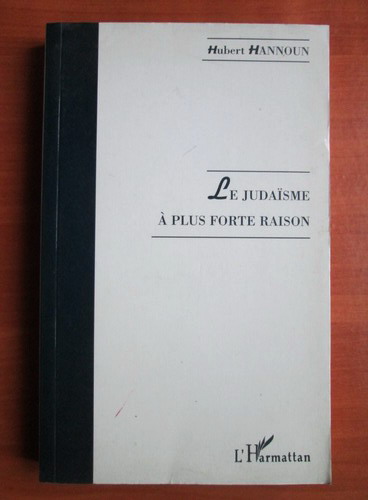 Hubert HANNOUN
LE JUDAÏSME
À PLUS FORTE RAISON
L'Harmattan